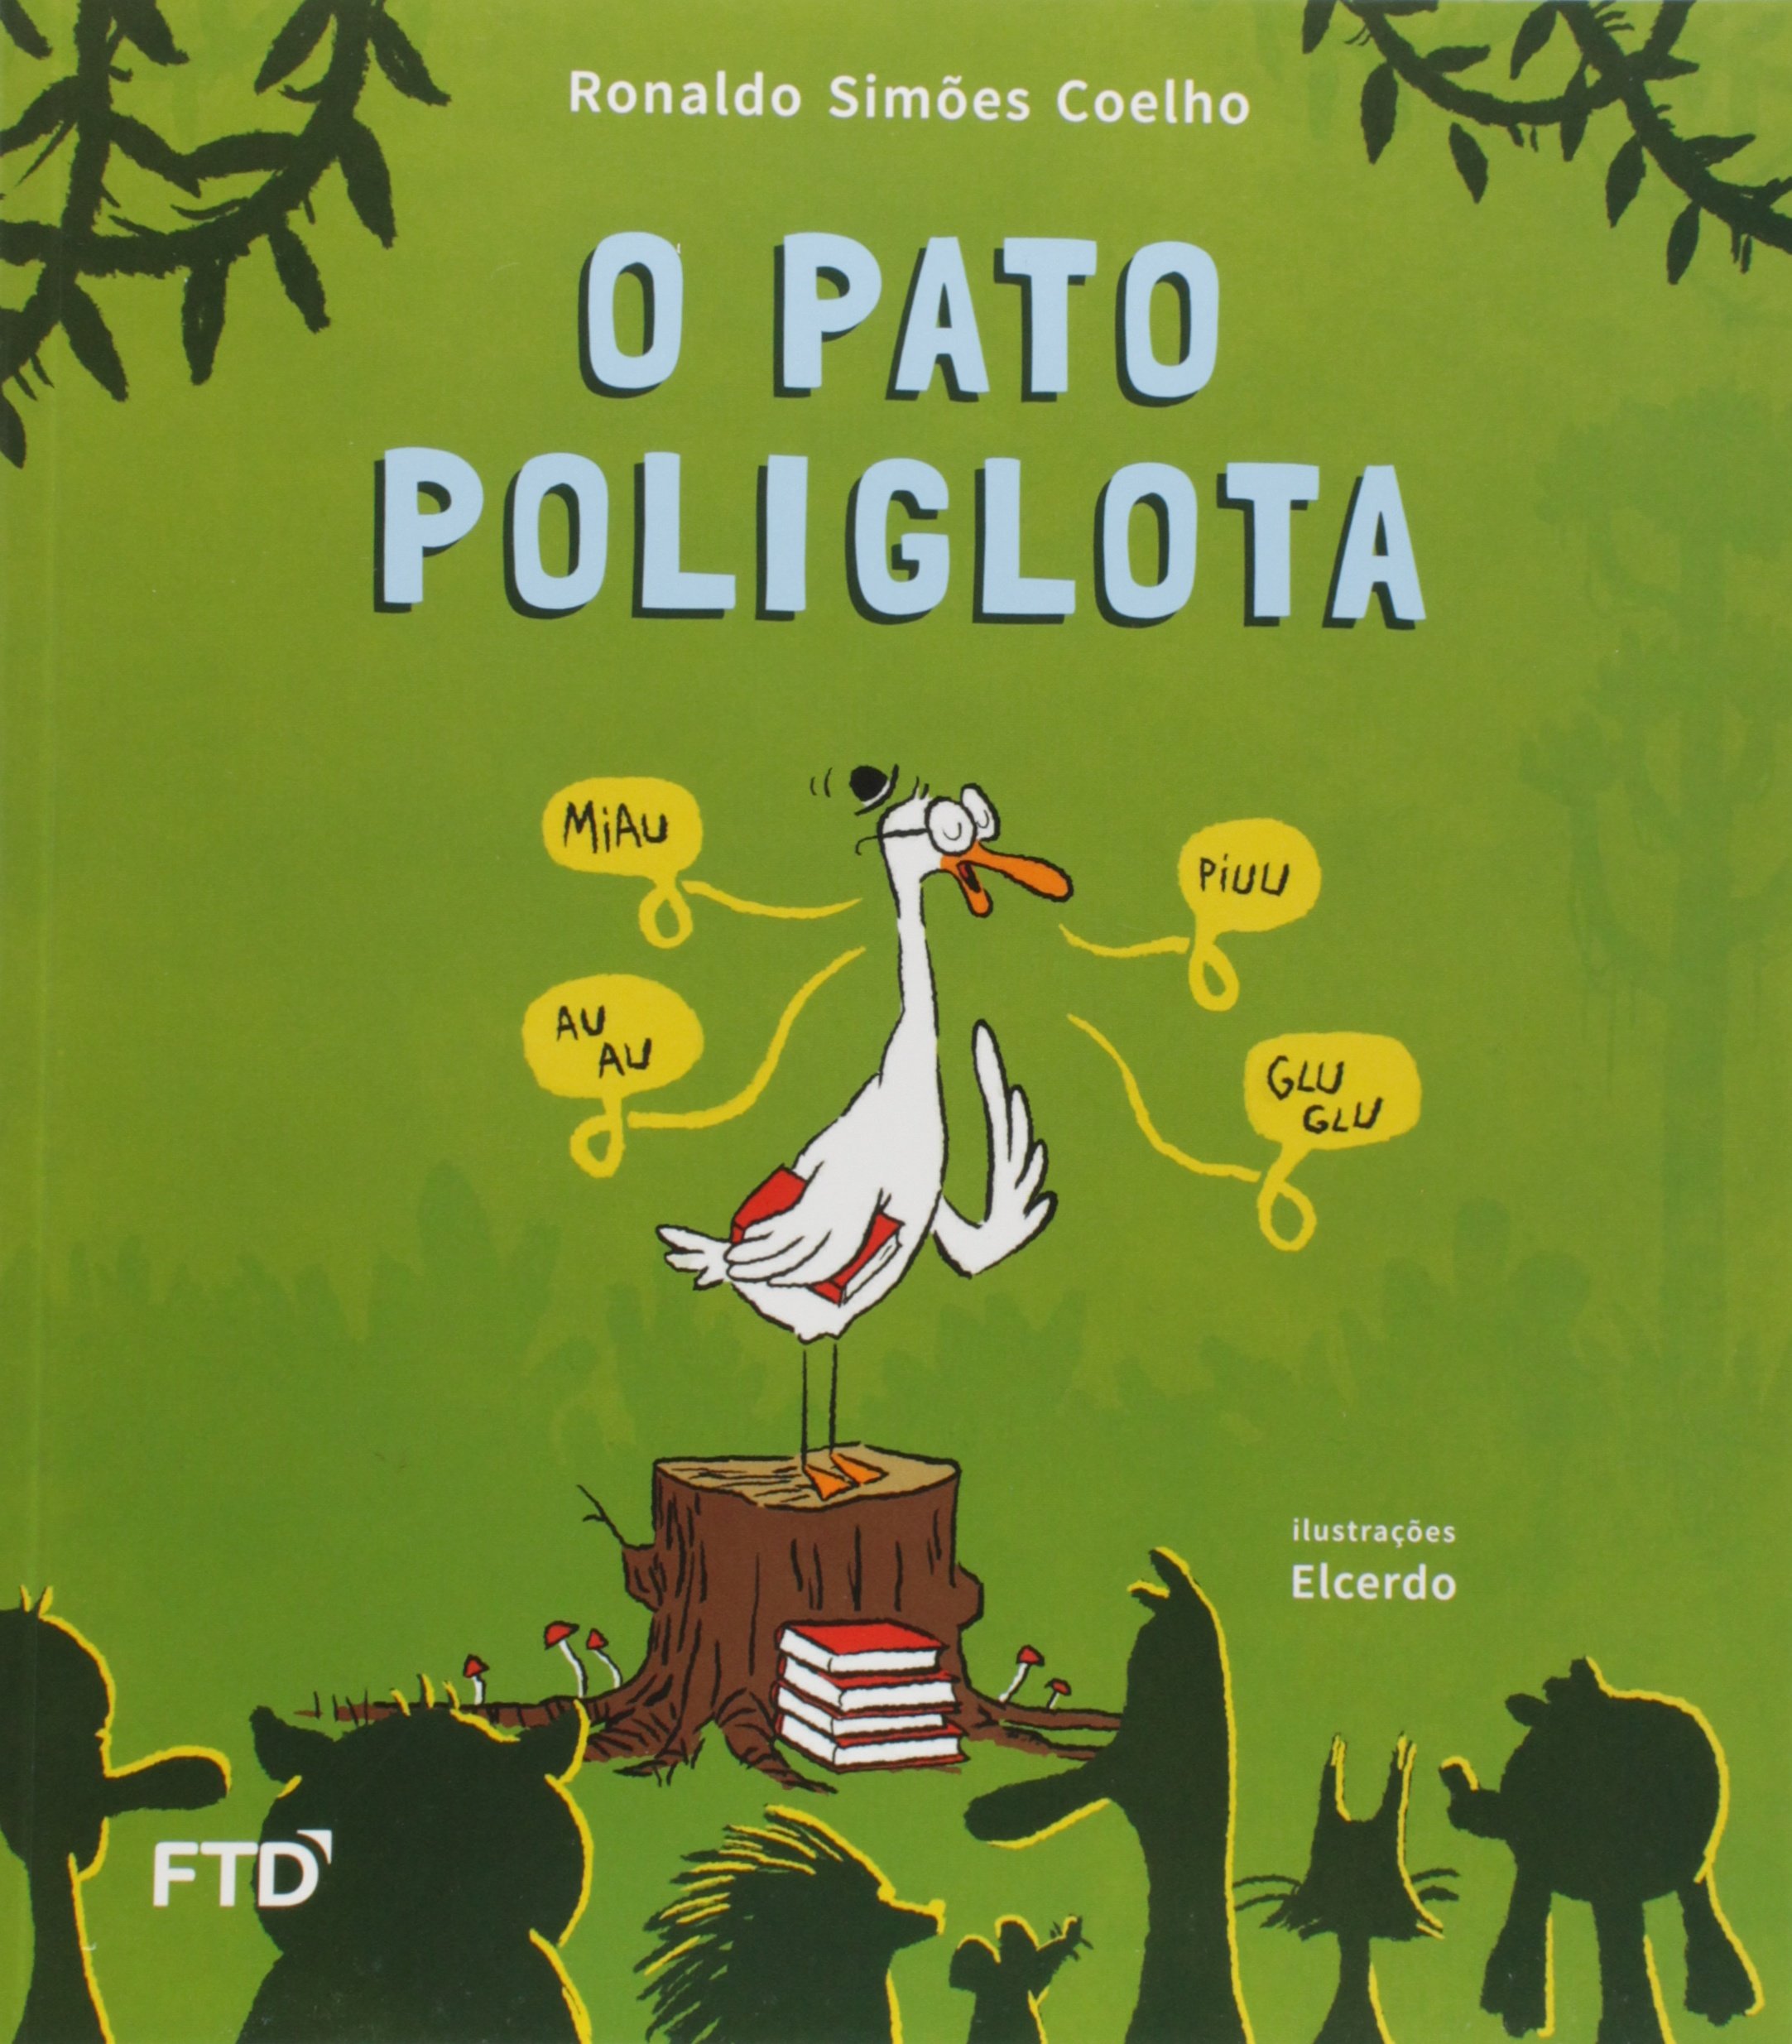 Ronaldo Simões Coelho
O PATO
POLIGLOTA
MiAU
PiUU
AU
AU
GLU
GLU
ilustrações
Elcerdo
FTD